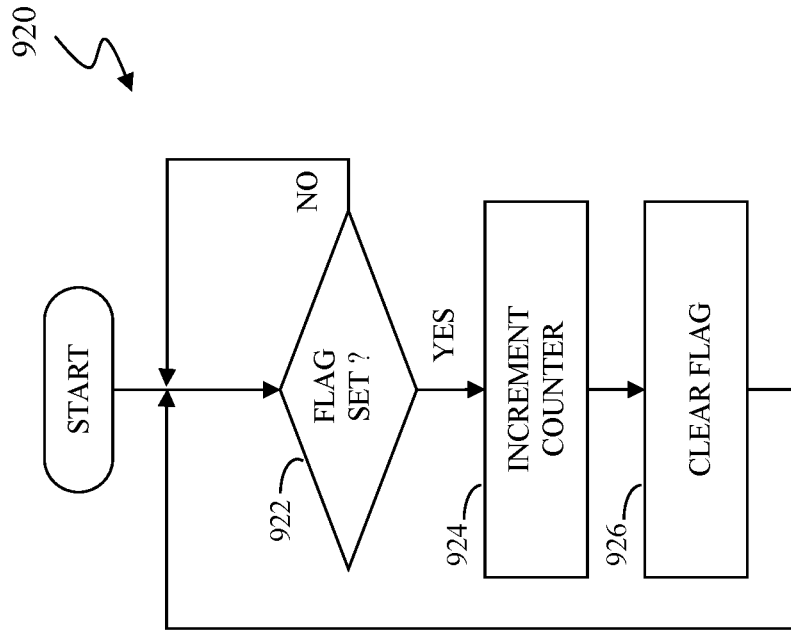 920
START
FLAG
SET ?
922
NO
YES
INCREMENT
COUNTER
924
CLEAR FLAG
926